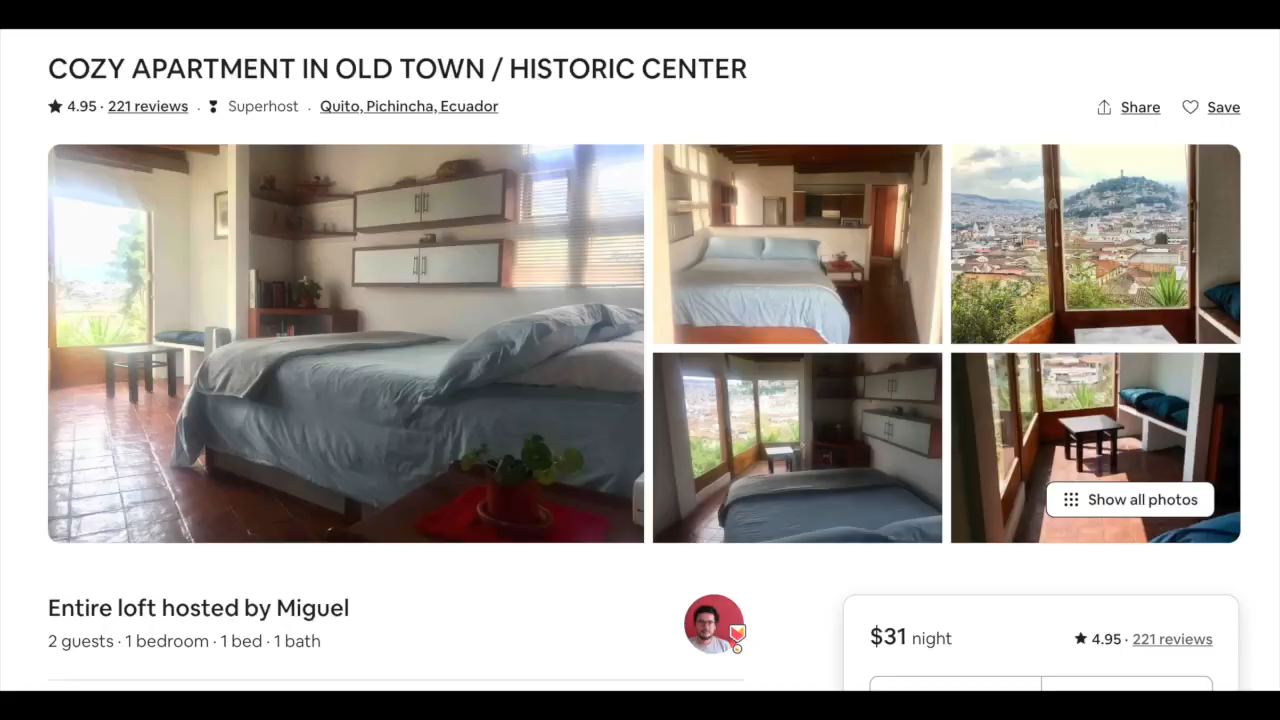 COZY APARTMENT IN OLD TOWN / HISTORIC CENTER
4.95 · 221 reviews · Superhost · Quito, Pichincha, Ecuador
Share
Save
Show all photos
Entire loft hosted by Miguel
2 guests · 1 bedroom · 1 bed · 1 bath
$31 night
4.95 · 221 reviews